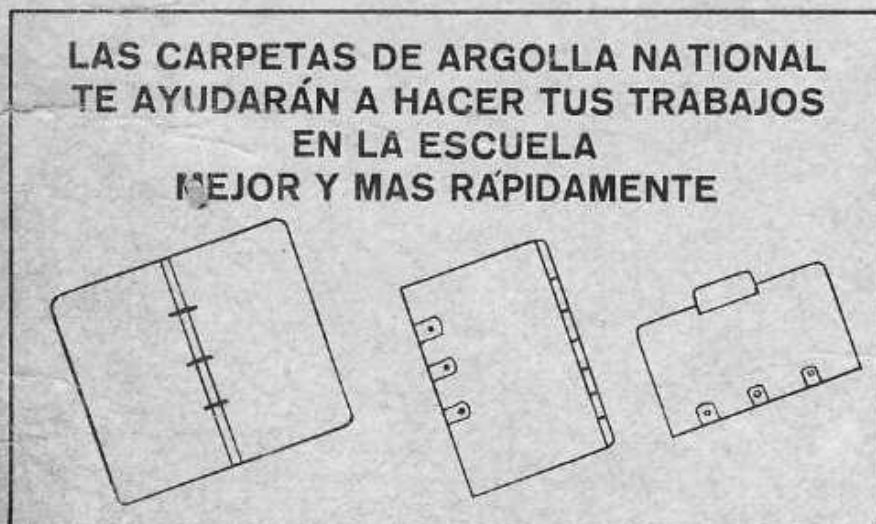 LAS CARPETAS DE ARGOLLA NATIONAL
TE AYUDARÁN A HACER TUS TRABAJOS
EN LA ESCUELA
MEJOR Y MAS RÁPIDAMENTE